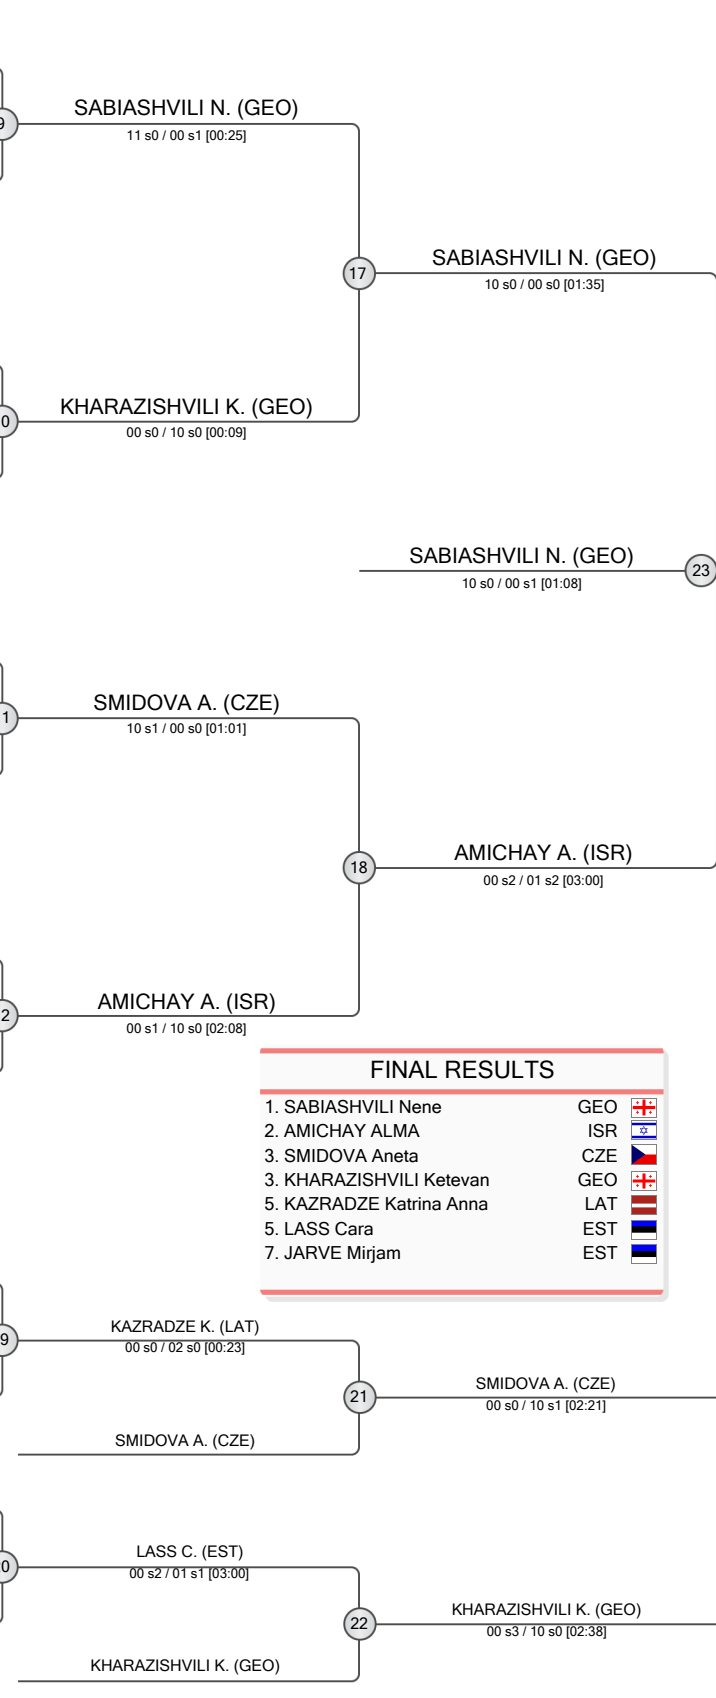 9
SABIASHVILI N. (GEO)
11 s0 / 00 s1 [00:25]
17
SABIASHVILI N. (GEO)
10 s0 / 00 s0 [01:35]
0
KHARAZISHVILI K. (GEO)
00 s0 / 10 s0 [00:09]
SABIASHVILI N. (GEO)
10 s0 / 00 s1 [01:08]
23
1
SMIDOVA A. (CZE)
10 s1 / 00 s0 [01:01]
18
AMICHAY A. (ISR)
00 s2 / 01 s2 [03:00]
2
AMICHAY A. (ISR)
00 s1 / 10 s0 [02:08]
FINAL RESULTS
1. SABIASHVILI Nene GEO
2. AMICHAY ALMA ISR
3. SMIDOVA Aneta CZE
3. KHARAZISHVILI Ketevan GEO
5. KAZRADZE Katrina Anna LAT
5. LASS Cara EST
7. JARVE Mirjam EST
9
KAZRADZE K. (LAT)
00 s0 / 02 s0 [00:23]
21
SMIDOVA A. (CZE)
00 s0 / 10 s1 [02:21]
SMIDOVA A. (CZE)
20
LASS C. (EST)
00 s2 / 01 s1 [03:00]
22
KHARAZISHVILI K. (GEO)
00 s3 / 10 s0 [02:38]
KHARAZISHVILI K. (GEO)